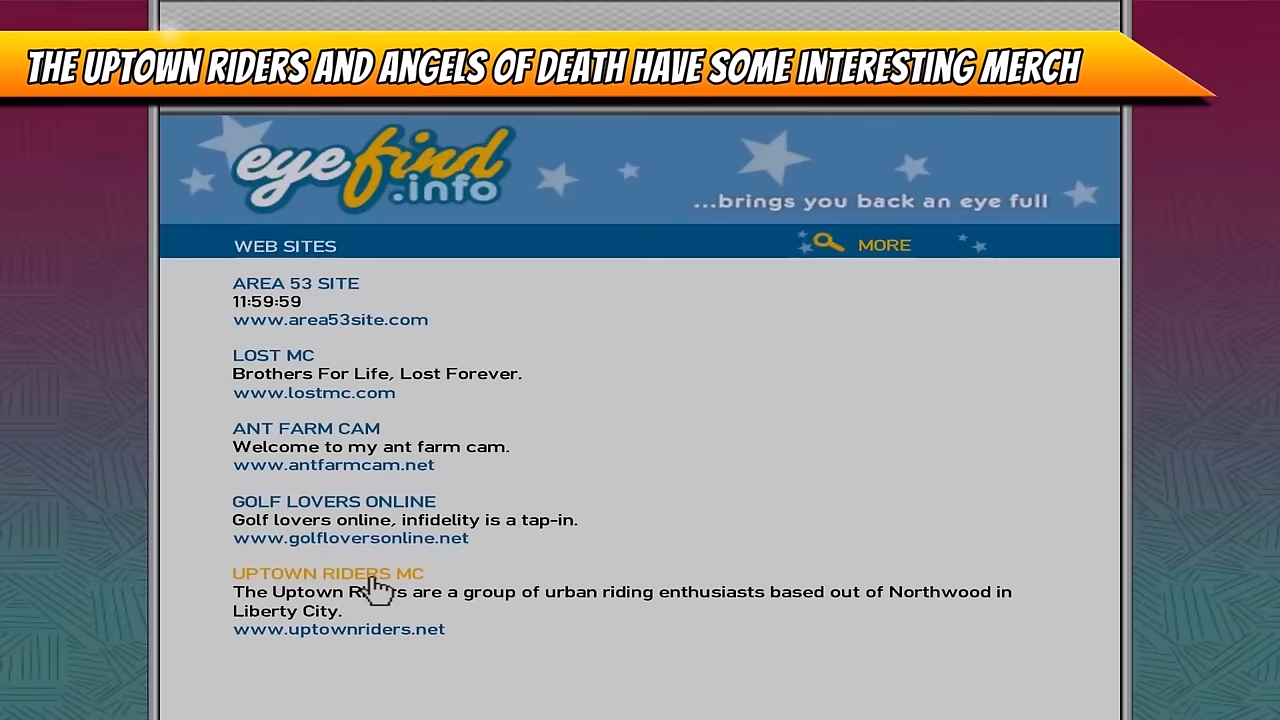 THE UPTOWN RIDERS AND ANGELS OF DEATH HAVE SOME INTERESTING MERCH
eyefind
.info
...brings you back an eye full
WEB SITES
MORE
AREA 53 SITE
11:59:59
www.area53site.com
LOST MC
Brothers For Life, Lost Forever.
www.lostmc.com
ANT FARM CAM
Welcome to my ant farm cam.
www.antfarmcam.net
GOLF LOVERS ONLINE
Golf lovers online, infidelity is a tap-in.
www.golfloversonline.net
UPTOWN RIDERS MC
The Uptown Riders are a group of urban riding enthusiasts based out of Northwood in
Liberty City.
www.uptownriders.net